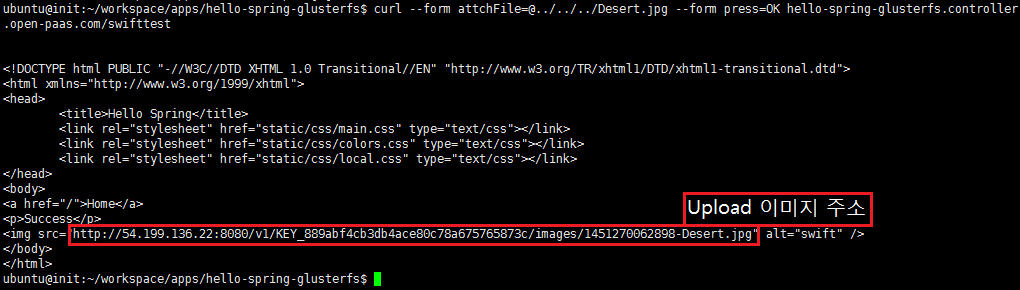 ubuntu@init:~/workspace/apps/hello-spring-glusterfs$ curl --form attchFile=@../../../Desert.jpg --form press=OK hello-spring-glusterfs.controller
.open-paas.com/swifttest
<!DOCTYPE html PUBLIC "-//W3C//DTD XHTML 1.0 Transitional//EN" "http://www.w3.org/TR/xhtml1/DTD/xhtml1-transitional.dtd">
<html xmlns="http://www.w3.org/1999/xhtml">
<head>
<title>Hello Spring</title>
<link rel="stylesheet" href="static/css/main.css" type="text/css"></link>
<link rel="stylesheet" href="static/css/colors.css" type="text/css"></link>
<link rel="stylesheet" href="static/css/local.css" type="text/css"></link>
</head>
<body>
<a href="/">Home</a>
Upload 이미지 주소
<p>Success</p>
<img src="http://54.199.136.22:8080/v1/KEY_889abf4cb3db4ace80c78a675765873c/images/1451270062898-Desert.jpg" alt="swift" />
</body>
</html>
ubuntu@init:~/workspace/apps/hello-spring-glusterfs$